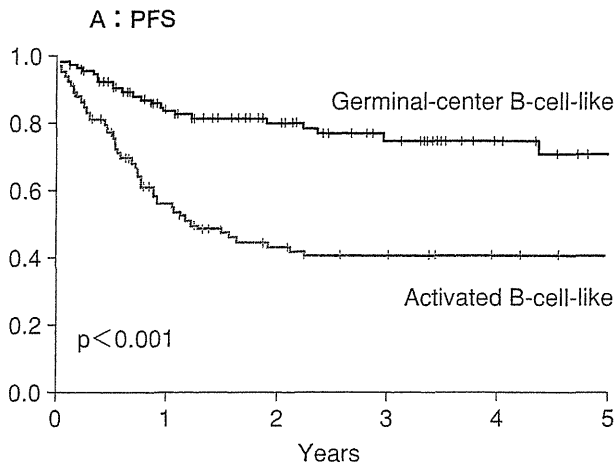 A：PFS
1.0
Germinal-center B-cell-like
0.8
0.6
0.4
Activated B-cell-like
0.2
p＜0.001
0.0
0 1 2 3 4 5
Years